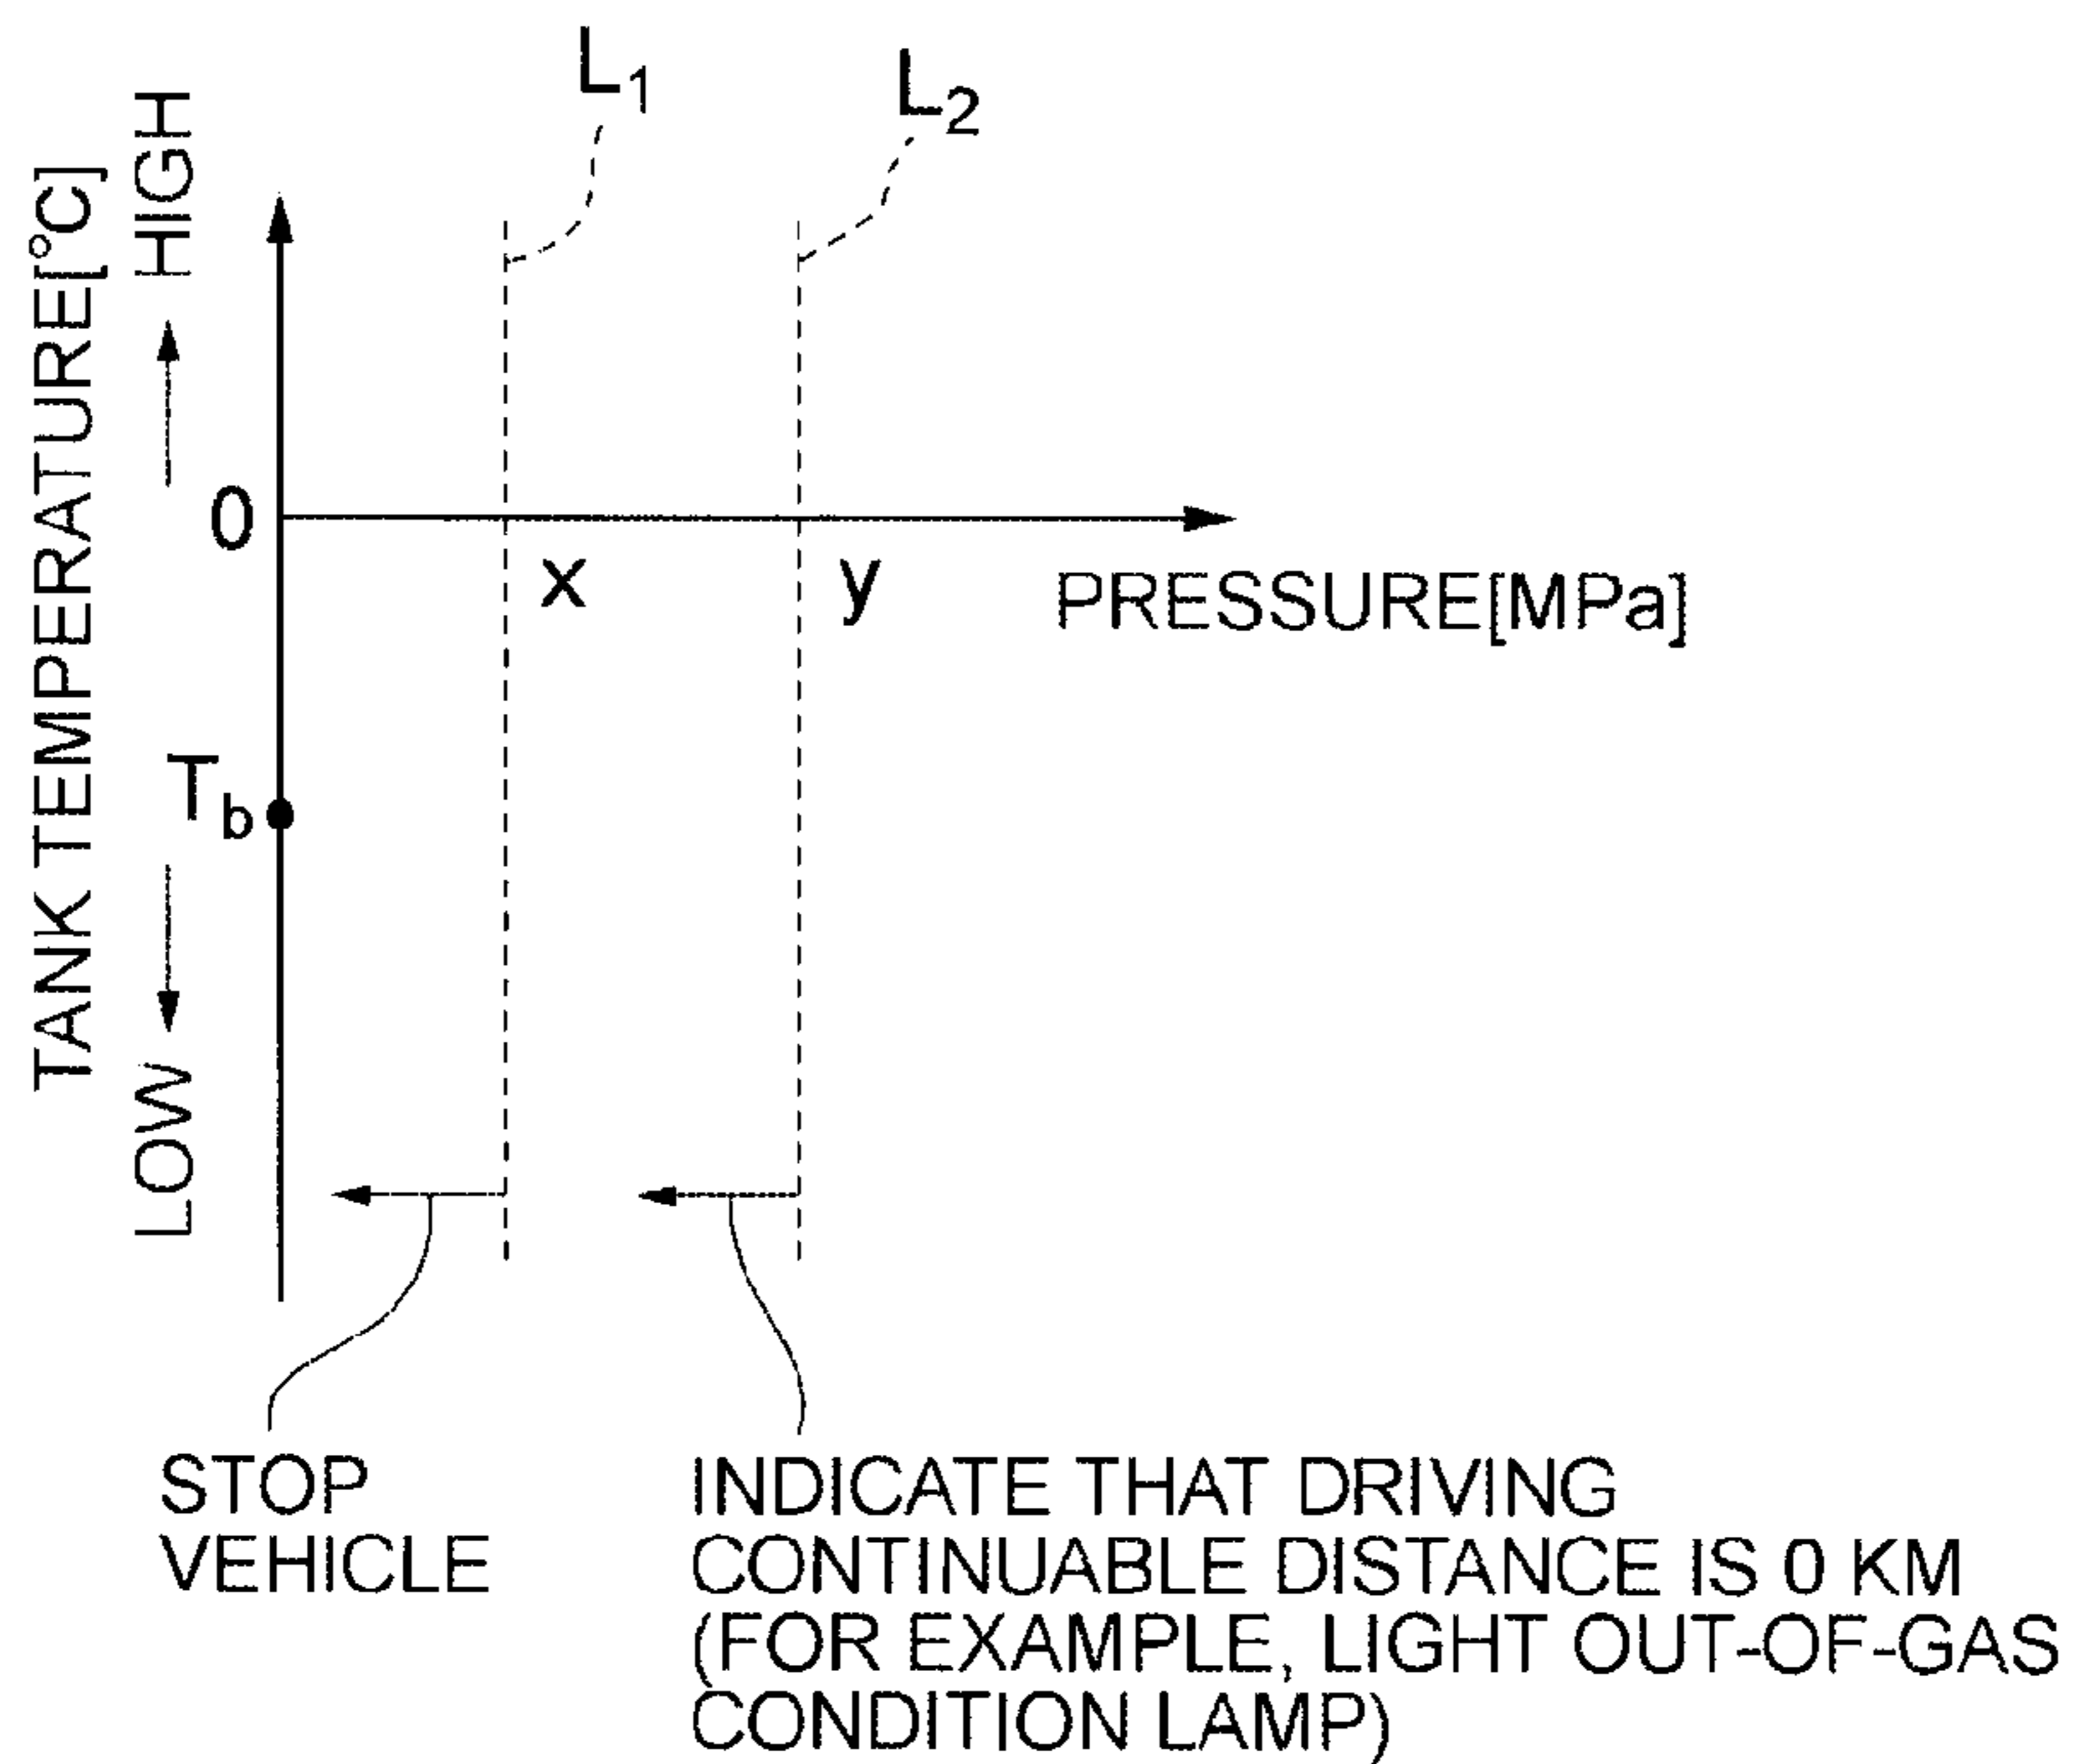 L1
L2
TANK TEMPERATURE[°C]
HIGH
LOW
0
x
y
PRESSURE[MPa]
Tb
STOP
VEHICLE
INDICATE THAT DRIVING
CONTINUABLE DISTANCE IS 0 KM
(FOR EXAMPLE, LIGHT OUT-OF-GAS
CONDITION LAMP)